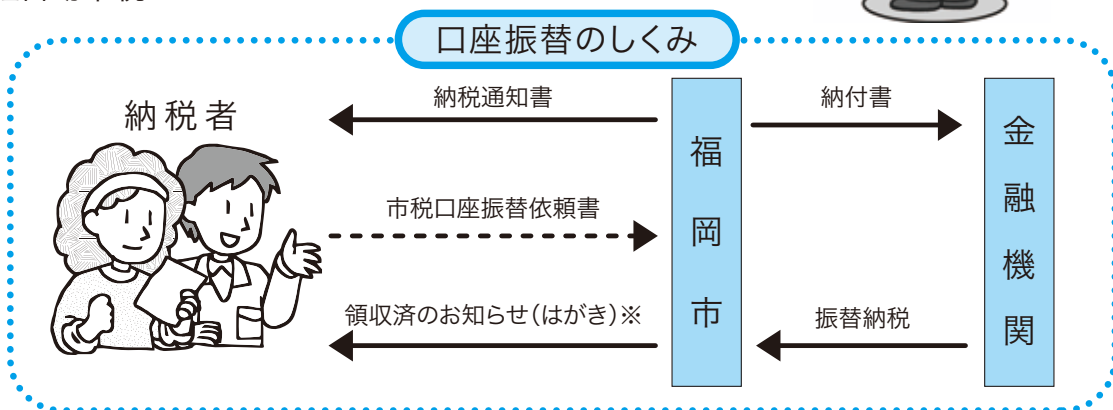 口座振替のしくみ
納税者
納税通知書
市税口座振替依頼書
領収済のお知らせ(はがき)※
福岡市
納付書
振替納税
金融機関